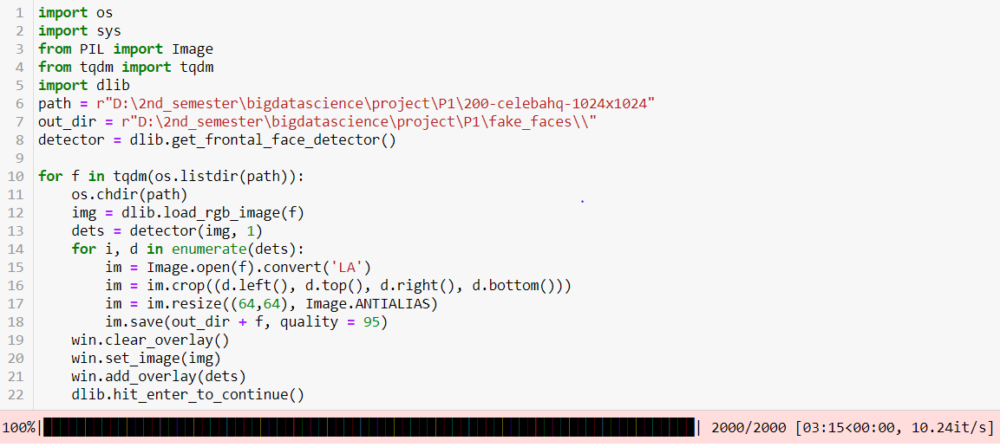 1 import os
2 import sys
3 from PIL import Image
4 from tqdm import tqdm
5 import dlib
6 path = r"D:\2nd_semester\bigdatascience\project\P1\200-celebahq-1024x1024"
7 out_dir = r"D:\2nd_semester\bigdatascience\project\P1\fake_faces\\"
8 detector = dlib.get_frontal_face_detector()
9
10 for f in tqdm(os.listdir(path)):
11     os.chdir(path)
12     img = dlib.load_rgb_image(f)
13     dets = detector(img, 1)
14     for i, d in enumerate(dets):
15         im = Image.open(f).convert('LA')
16         im = im.crop((d.left(), d.top(), d.right(), d.bottom()))
17         im = im.resize((64,64), Image.ANTIALIAS)
18         im.save(out_dir + f, quality = 95)
19     win.clear_overlay()
20     win.set_image(img)
21     win.add_overlay(dets)
22     dlib.hit_enter_to_continue()
100%| | 2000/2000 [03:15<00:00, 10.24it/s]